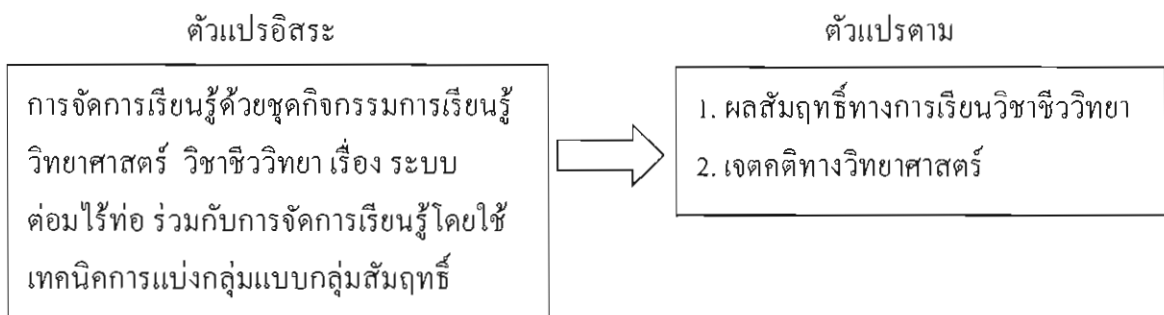 ตัวแปรอิสระ
การจัดการเรียนรู้ด้วยชุดกิจกรรมการเรียนรู้
วิทยาศาสตร์ วิชาชีววิทยา เรื่อง ระบบ
ต่อมไร้ท่อ ร่วมกับการจัดการเรียนรู้โดยใช้
เทคนิคการแบ่งกลุ่มแบบกลุ่มสัมฤทธิ์
ตัวแปรตาม
1. ผลสัมฤทธิ์ทางการเรียนวิชาชีววิทยา
2. เจตคติทางวิทยาศาสตร์